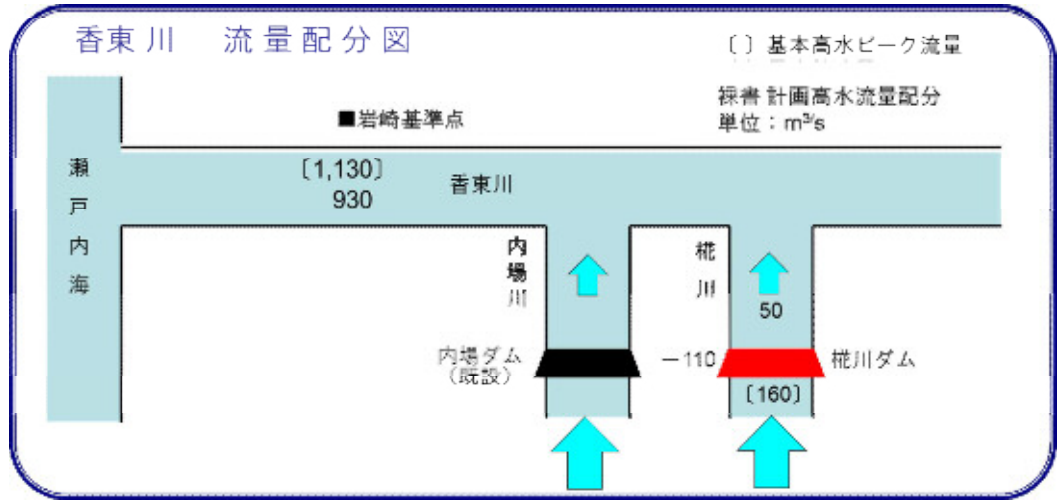 香東川 流量配分図
〔 〕基本高水ピーク流量
裸書 計画高水流量配分
単位：m³/s
■岩崎基準点
瀬戸内海
〔1,130〕
930
香東川
内場川
椛川
50
内場ダム
（既設）
－110
椛川ダム
〔160〕